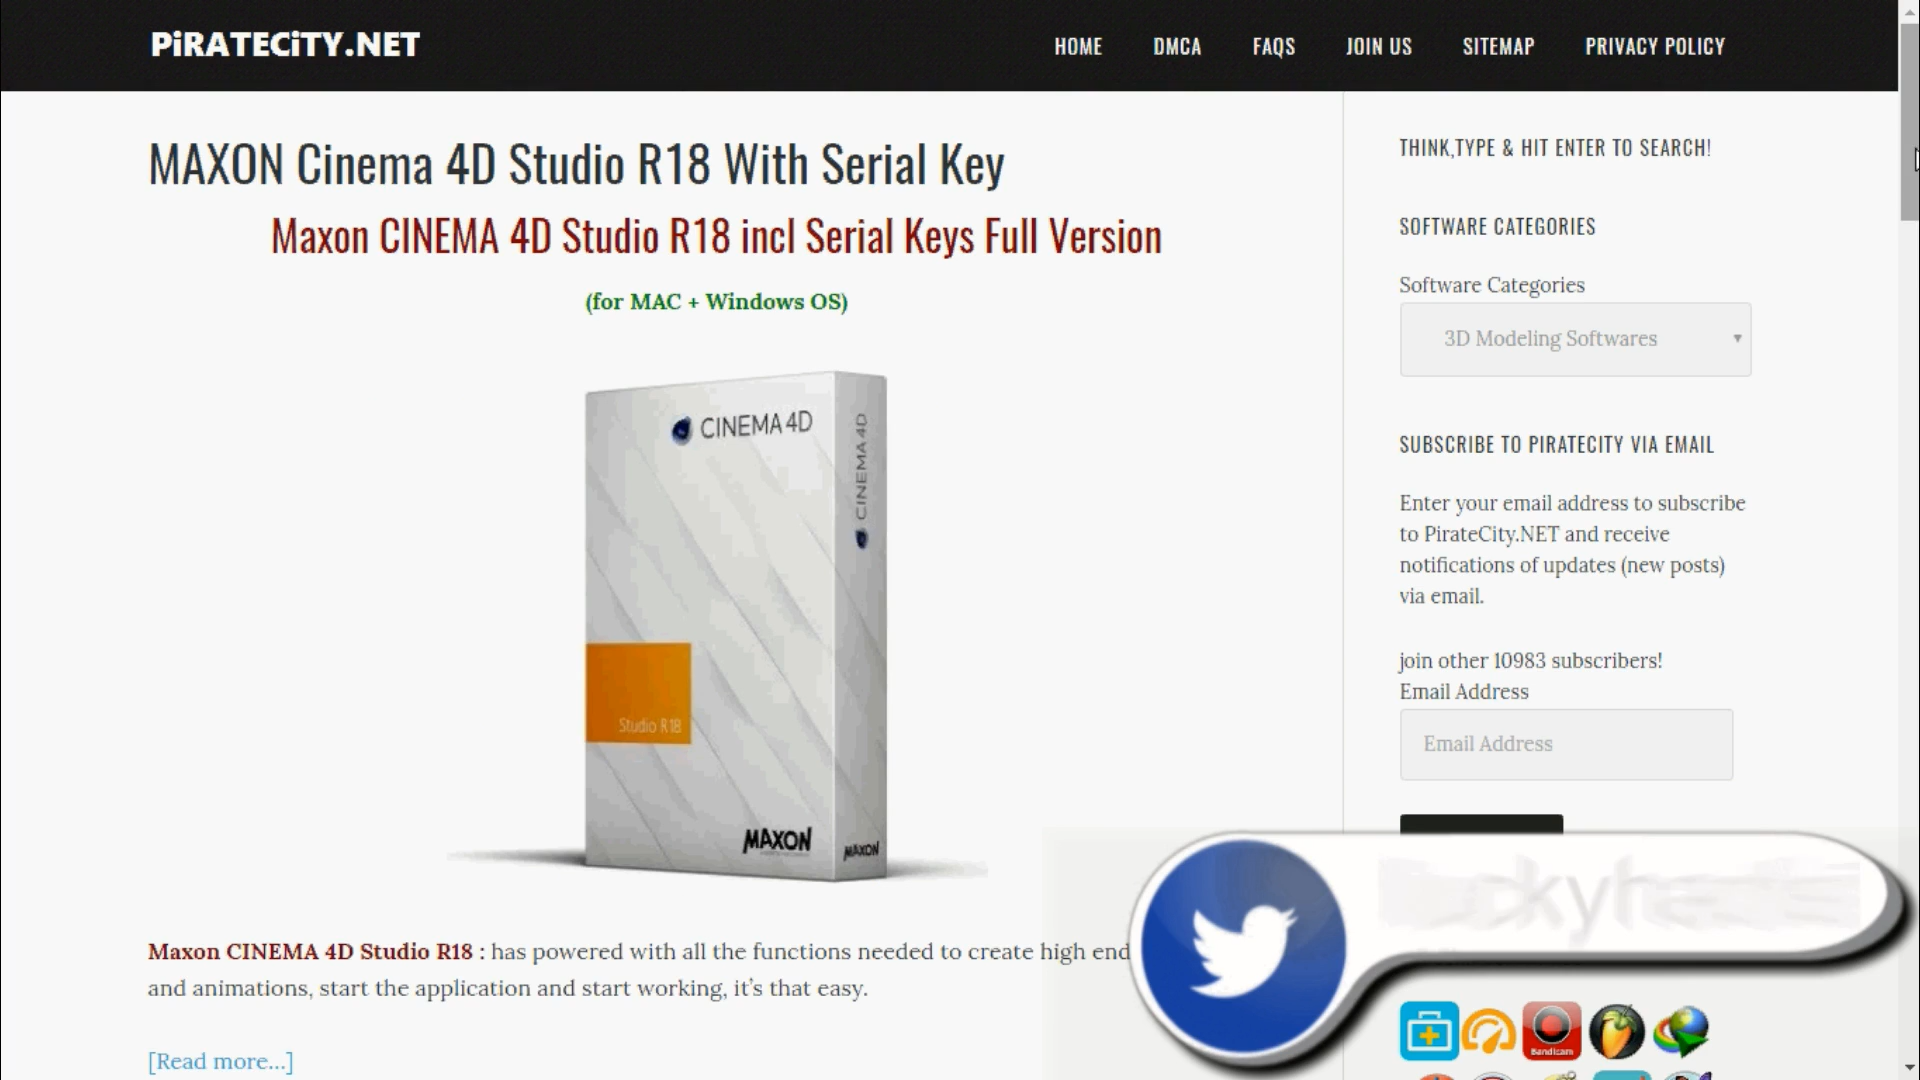 PiRATECiTY.NET
HOME
DMCA
FAQS
JOIN US
SITEMAP
PRIVACY POLICY
MAXON Cinema 4D Studio R18 With Serial Key
Maxon CINEMA 4D Studio R18 incl Serial Keys Full Version
(for MAC + Windows OS)
CINEMA 4D
CINEMA 4D
Studio R18
MAXON
MAXON
Maxon CINEMA 4D Studio R18 : has powered with all the functions needed to create high end
and animations, start the application and start working, it's that easy.
[Read more...]
THINK,TYPE & HIT ENTER TO SEARCH!
SOFTWARE CATEGORIES
Software Categories
3D Modeling Softwares
SUBSCRIBE TO PIRATECITY VIA EMAIL
Enter your email address to subscribe
to PirateCity.NET and receive
notifications of updates (new posts)
via email.
join other 10983 subscribers!
Email Address
Email Address
Bandicam